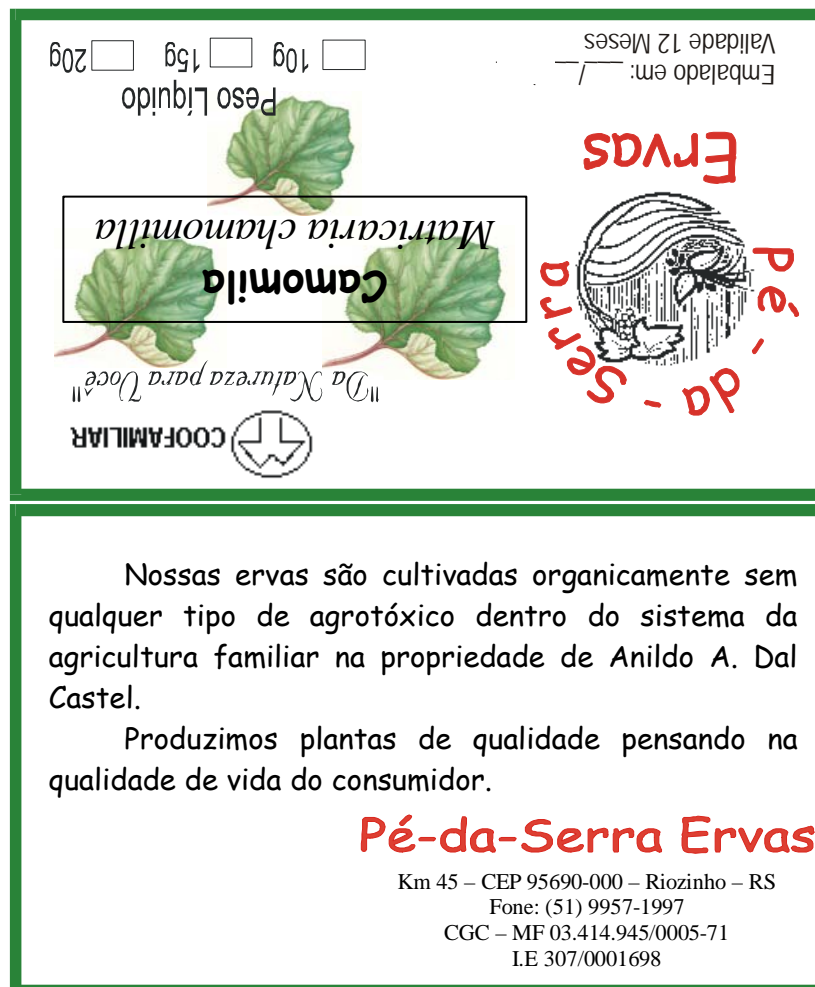 COOFAMILIAR
"Da Natureza para Você"
Camomila
Matricaria chamomilla
Peso Líquido
10g 15g 20g
Pé - da - Serra
Ervas
Embalado em: ___/__
Validade 12 Meses
Nossas ervas são cultivadas organicamente sem
qualquer tipo de agrotóxico dentro do sistema da
agricultura familiar na propriedade de Anildo A. Dal
Castel.
Produzimos plantas de qualidade pensando na
qualidade de vida do consumidor.
Pé-da-Serra Ervas
Km 45 – CEP 95690-000 – Riozinho – RS
Fone: (51) 9957-1997
CGC – MF 03.414.945/0005-71
I.E 307/0001698